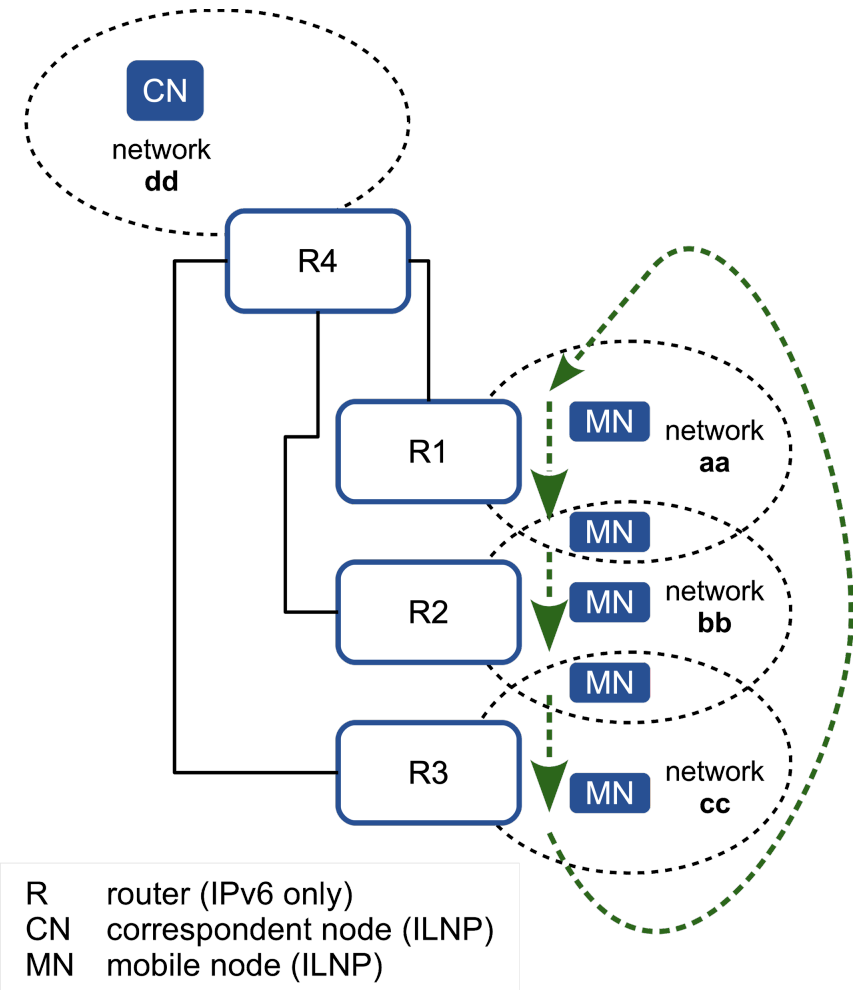 CN
network
dd
R4
R1
MN
network
aa
MN
R2
MN
network
bb
MN
R3
MN
network
cc
R router (IPv6 only)
CN correspondent node (ILNP)
MN mobile node (ILNP)